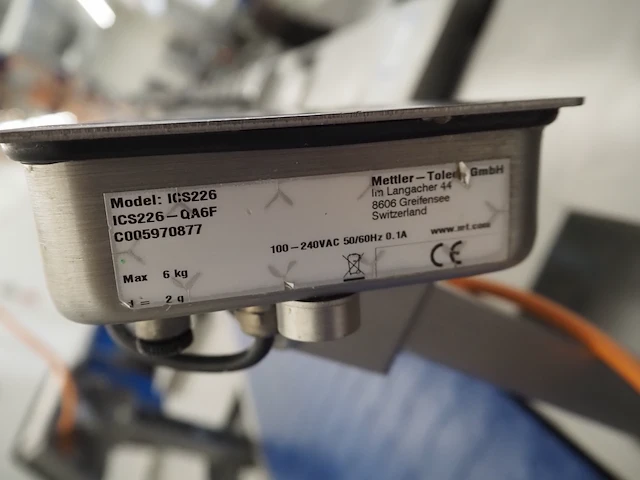 Model: ICS226
ICS226-QA6F
C005970877
Mettler-Toledo GmbH
Im Langacher 44
8606 Greifensee
Switzerland
www.mt.com
100-240VAC 50/60Hz 0.1A
CE
Max 6 kg
= 2 g